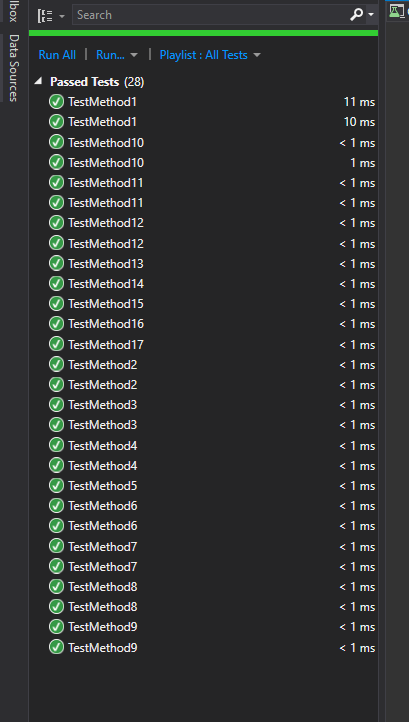 lbox
Data Sources
Search
Run All | Run... | Playlist : All Tests
Passed Tests (28)
TestMethod1 11 ms
TestMethod1 10 ms
TestMethod10 < 1 ms
TestMethod10 1 ms
TestMethod11 < 1 ms
TestMethod11 < 1 ms
TestMethod12 < 1 ms
TestMethod12 < 1 ms
TestMethod13 < 1 ms
TestMethod14 < 1 ms
TestMethod15 < 1 ms
TestMethod16 < 1 ms
TestMethod17 < 1 ms
TestMethod2 < 1 ms
TestMethod2 < 1 ms
TestMethod3 < 1 ms
TestMethod3 < 1 ms
TestMethod4 < 1 ms
TestMethod4 < 1 ms
TestMethod5 < 1 ms
TestMethod6 < 1 ms
TestMethod6 < 1 ms
TestMethod7 < 1 ms
TestMethod7 < 1 ms
TestMethod8 < 1 ms
TestMethod8 < 1 ms
TestMethod9 < 1 ms
TestMethod9 < 1 ms